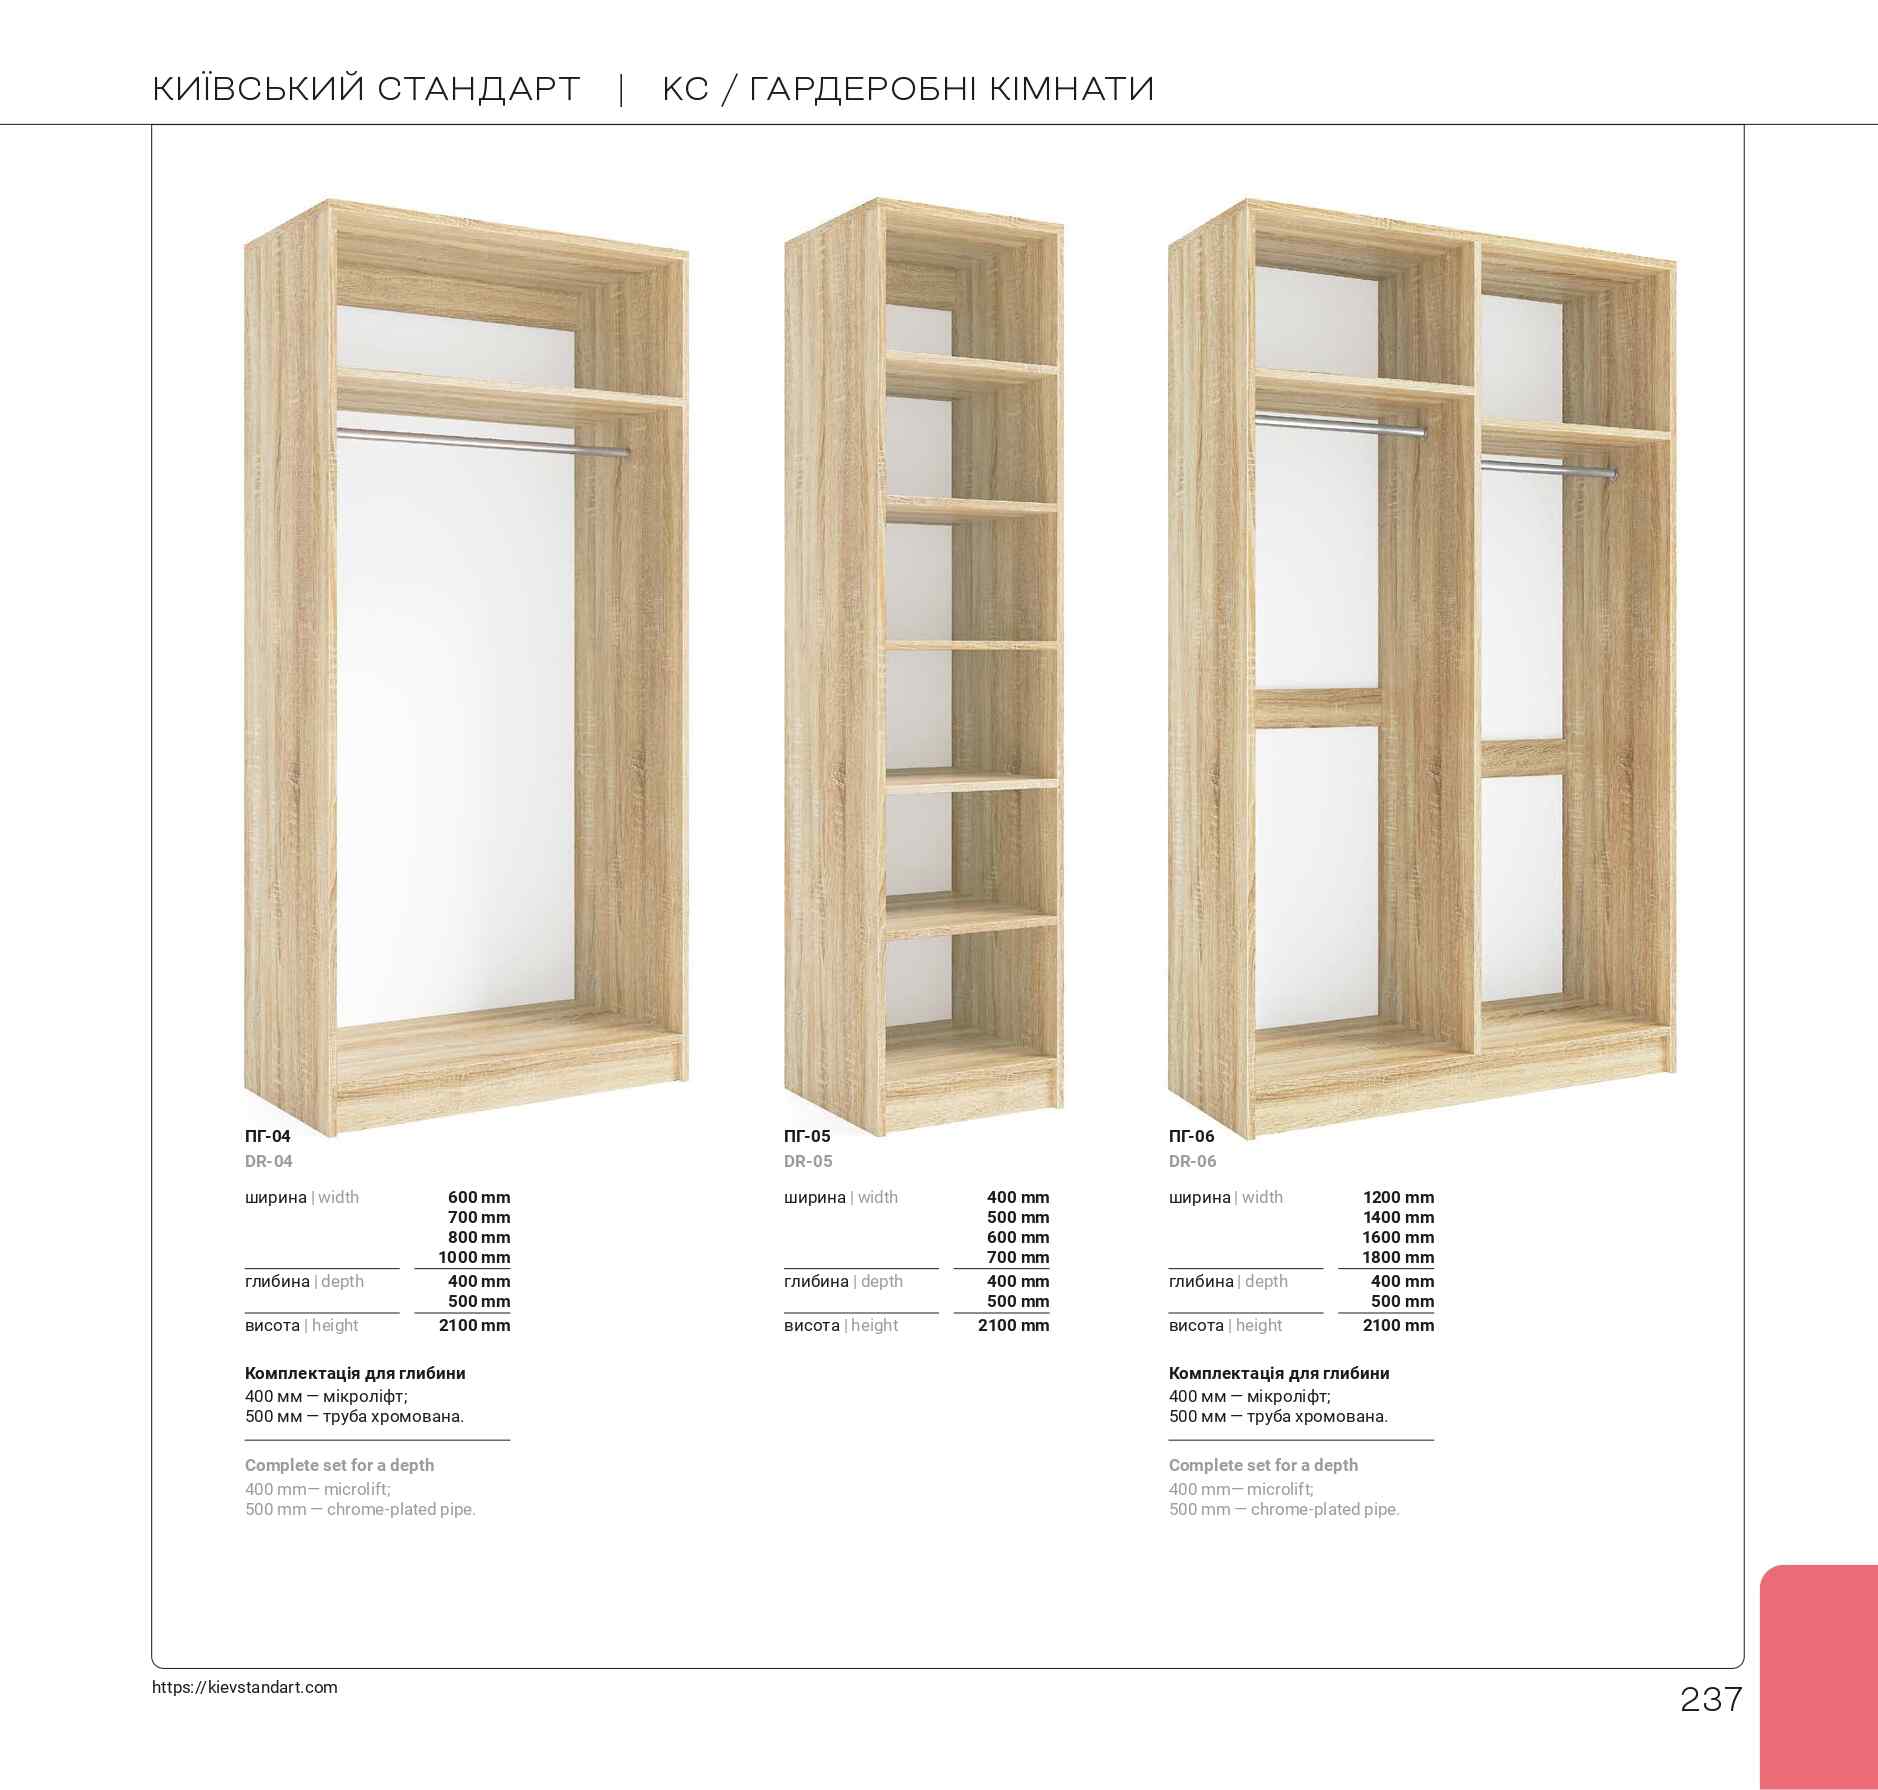 КИЇВСЬКИЙ СТАНДАРТ | КС / ГАРДЕРОБНІ КІМНАТИ
ПГ-04
DR-04
ширина | width 600 mm
700 mm
800 mm
1000 mm
глибина | depth 400 mm
500 mm
висота | height 2100 mm
Комплектація для глибини
400 мм — мікроліфт;
500 мм — труба хромована.
Complete set for a depth
400 mm— microlift;
500 mm — chrome-plated pipe.
ПГ-05
DR-05
ширина | width 400 mm
500 mm
600 mm
700 mm
глибина | depth 400 mm
500 mm
висота | height 2100 mm
ПГ-06
DR-06
ширина | width 1200 mm
1400 mm
1600 mm
1800 mm
глибина | depth 400 mm
500 mm
висота | height 2100 mm
Комплектація для глибини
400 мм — мікроліфт;
500 мм — труба хромована.
Complete set for a depth
400 mm— microlift;
500 mm — chrome-plated pipe.
https://kievstandart.com
237